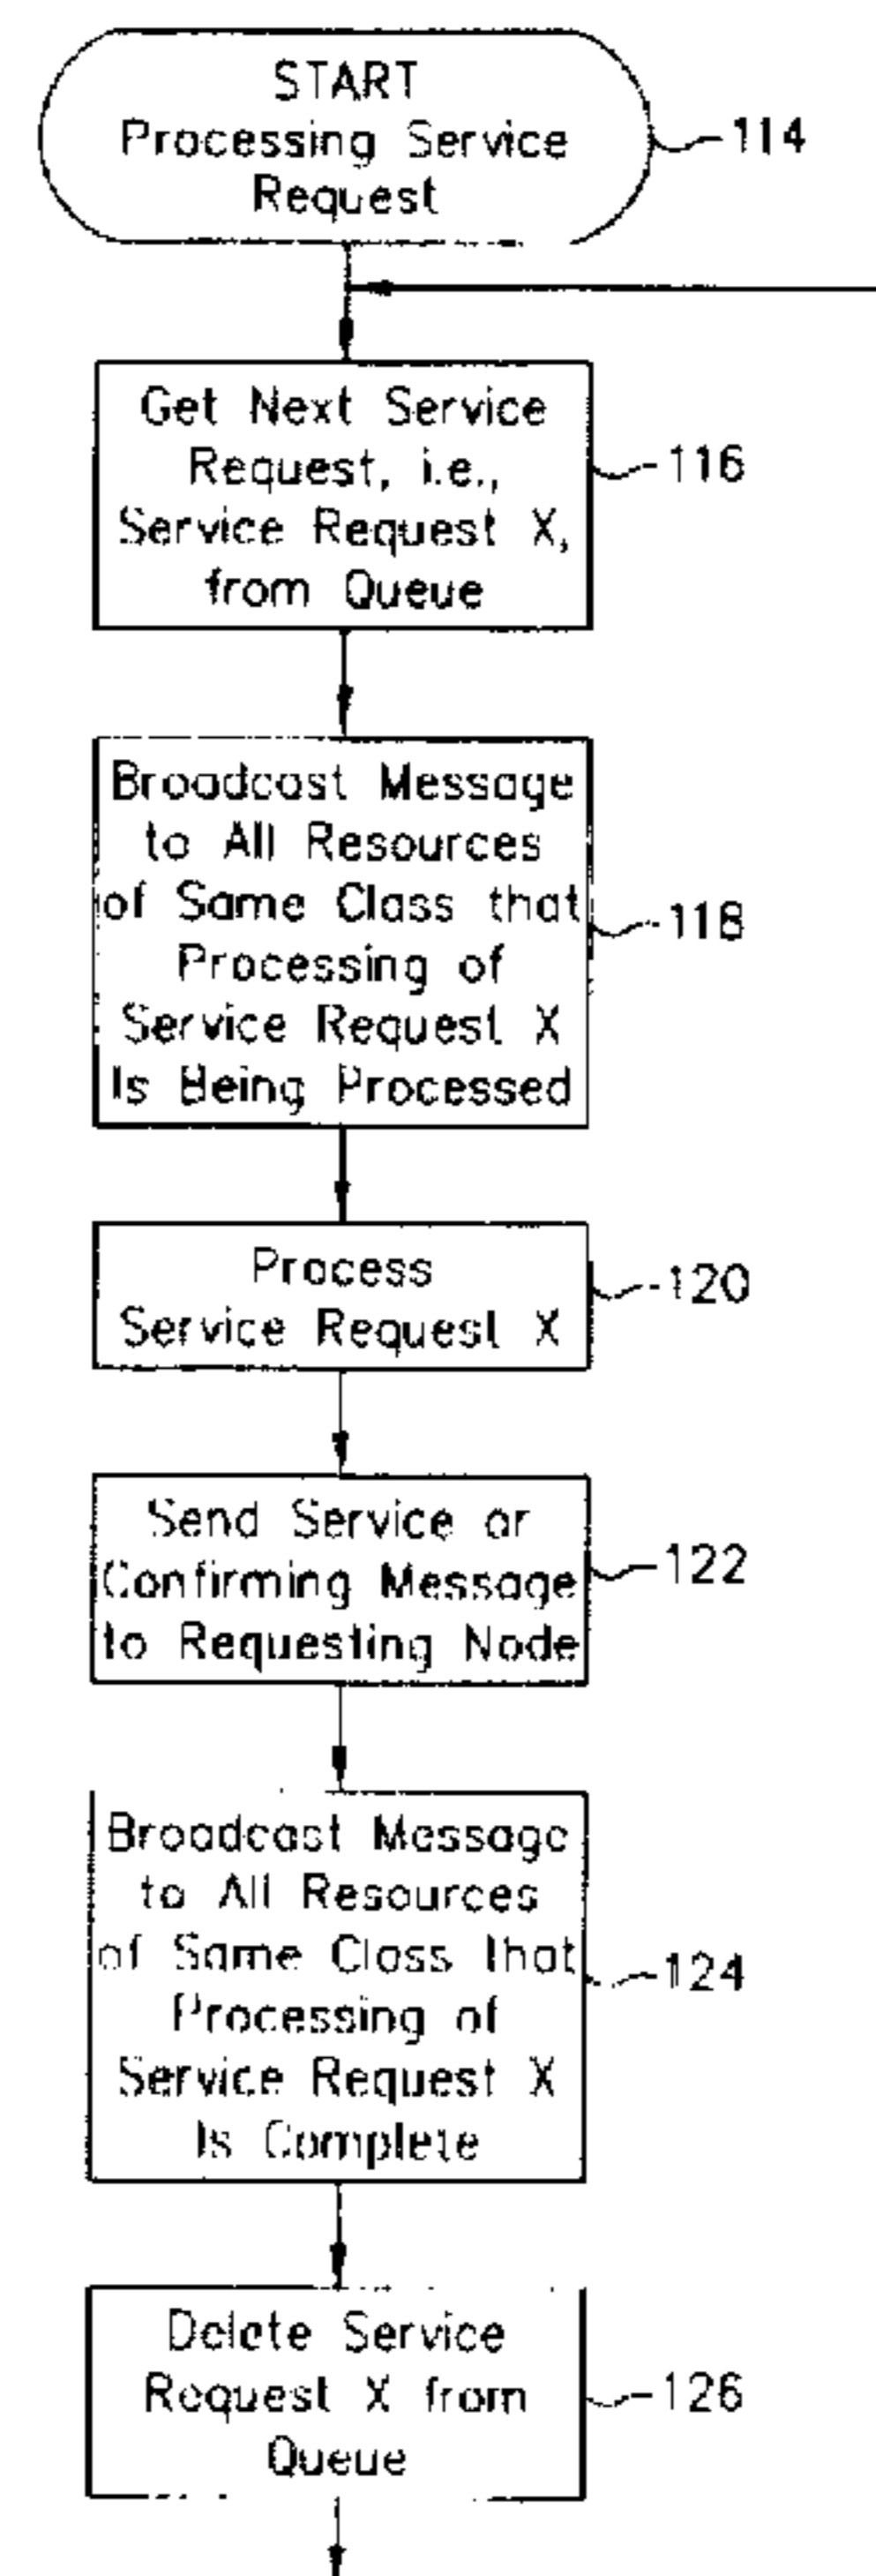 START
Processing Service
Request
114
Get Next Service
Request, i.e.,
Service Request X,
from Queue
116
Broadcast Message
to All Resources
of Same Class that
Processing of
Service Request X
Is Being Processed
118
Process
Service Request X
120
Send Service or
Confirming Message
to Requesting Node
122
Broadcast Message
to All Resources
of Same Class that
Processing of
Service Request X
Is Complete
124
Delete Service
Request X from
Queue
126